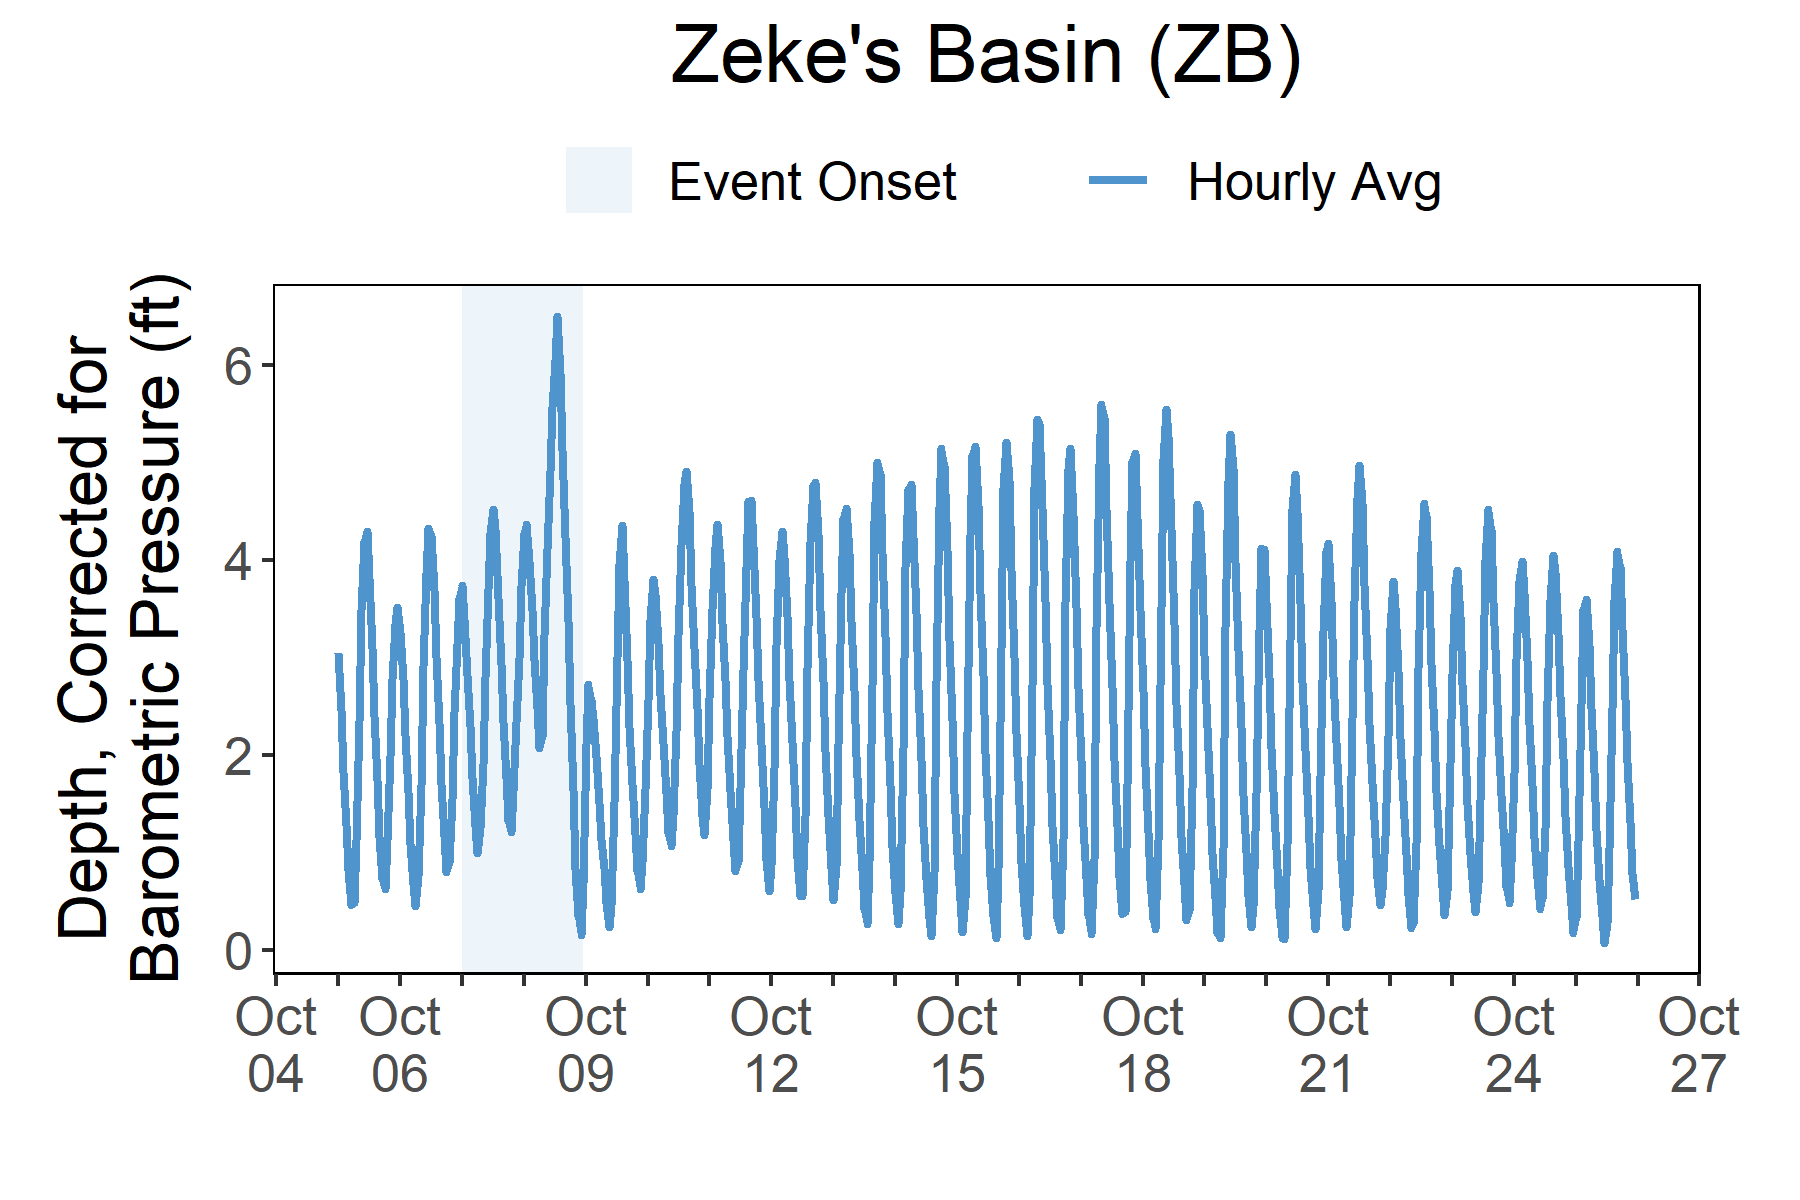 Zeke's Basin (ZB)
Event Onset
Hourly Avg
Depth, Corrected for
Barometric Pressure (ft)
6
4
2
0
Oct 04
Oct 06
Oct 09
Oct 12
Oct 15
Oct 18
Oct 21
Oct 24
Oct 27